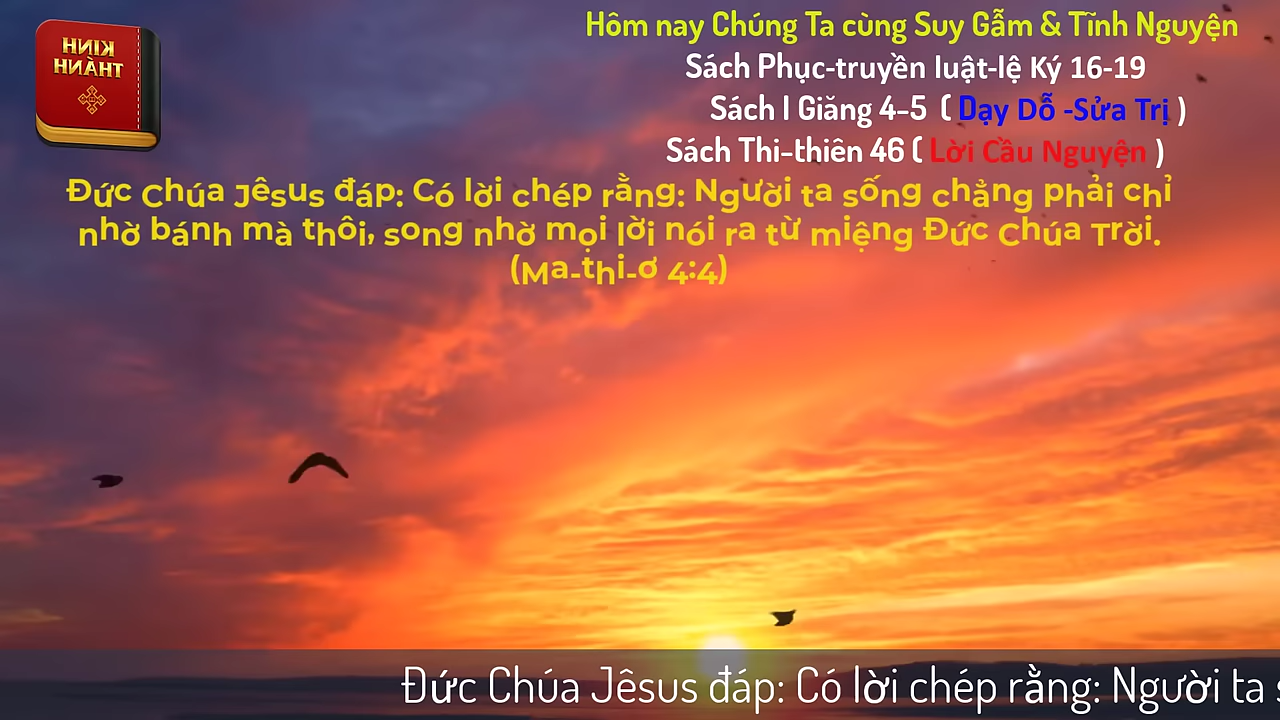 KINH
THÀNH
Hôm nay Chúng Ta cùng Suy Gẫm & Tĩnh Nguyện
Sách Phục-truyền luật-lệ Ký 16-19
Sách I Giăng 4-5 ( Dạy Dỗ -Sửa Trị )
Sách Thi-thiên 46 ( Lời Cầu Nguyện )
Đức Chúa Jêsus đáp: Có lời chép rằng: Người ta sống chẳng phải chỉ
nhờ bánh mà thôi, song nhờ mọi lời nói ra từ miệng Đức Chúa Trời.
(Ma-thi-ơ 4:4)
Đức Chúa Jêsus đáp: Có lời chép rằng: Người ta